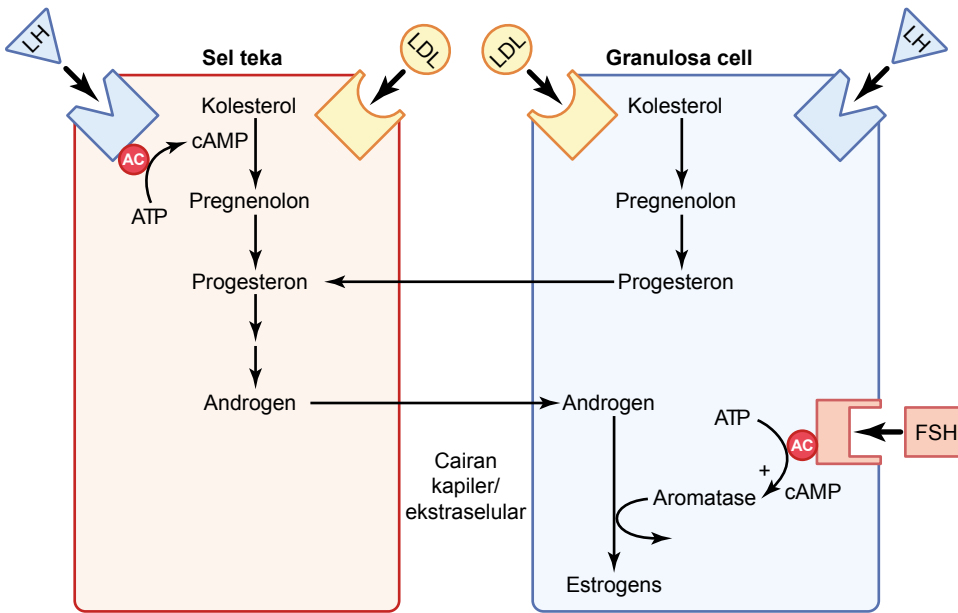 LH
Sel teka
LDL
LDL
Granulosa cell
LH
Kolesterol
cAMP
AC
ATP
Pregnenolon
Progesteron
Androgen
Kolesterol
Pregnenolon
Progesteron
Androgen
ATP
AC
FSH
+
cAMP
Aromatase
Estrogens
Cairan
kapiler/
ekstraselular